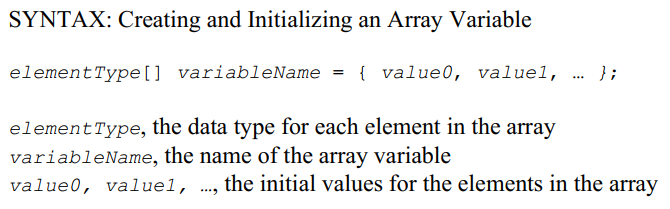 SYNTAX: Creating and Initializing an Array Variable
elementType[] variableName = { value0, value1, … };
elementType, the data type for each element in the array
variableName, the name of the array variable
value0, value1, …, the initial values for the elements in the array